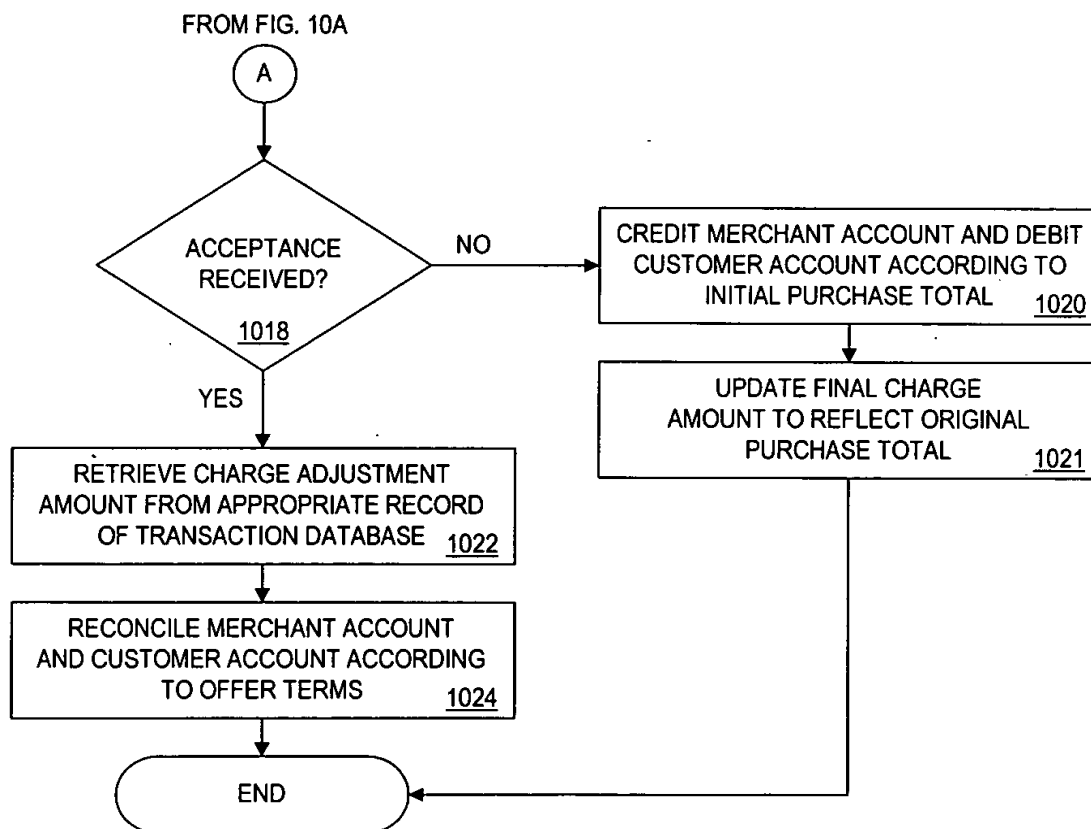 FROM FIG. 10A
A
ACCEPTANCE
RECEIVED?
1018
NO
YES
CREDIT MERCHANT ACCOUNT AND DEBIT
CUSTOMER ACCOUNT ACCORDING TO
INITIAL PURCHASE TOTAL
1020
UPDATE FINAL CHARGE
AMOUNT TO REFLECT ORIGINAL
PURCHASE TOTAL
1021
RETRIEVE CHARGE ADJUSTMENT
AMOUNT FROM APPROPRIATE RECORD
OF TRANSACTION DATABASE
1022
RECONCILE MERCHANT ACCOUNT
AND CUSTOMER ACCOUNT ACCORDING
TO OFFER TERMS
1024
END